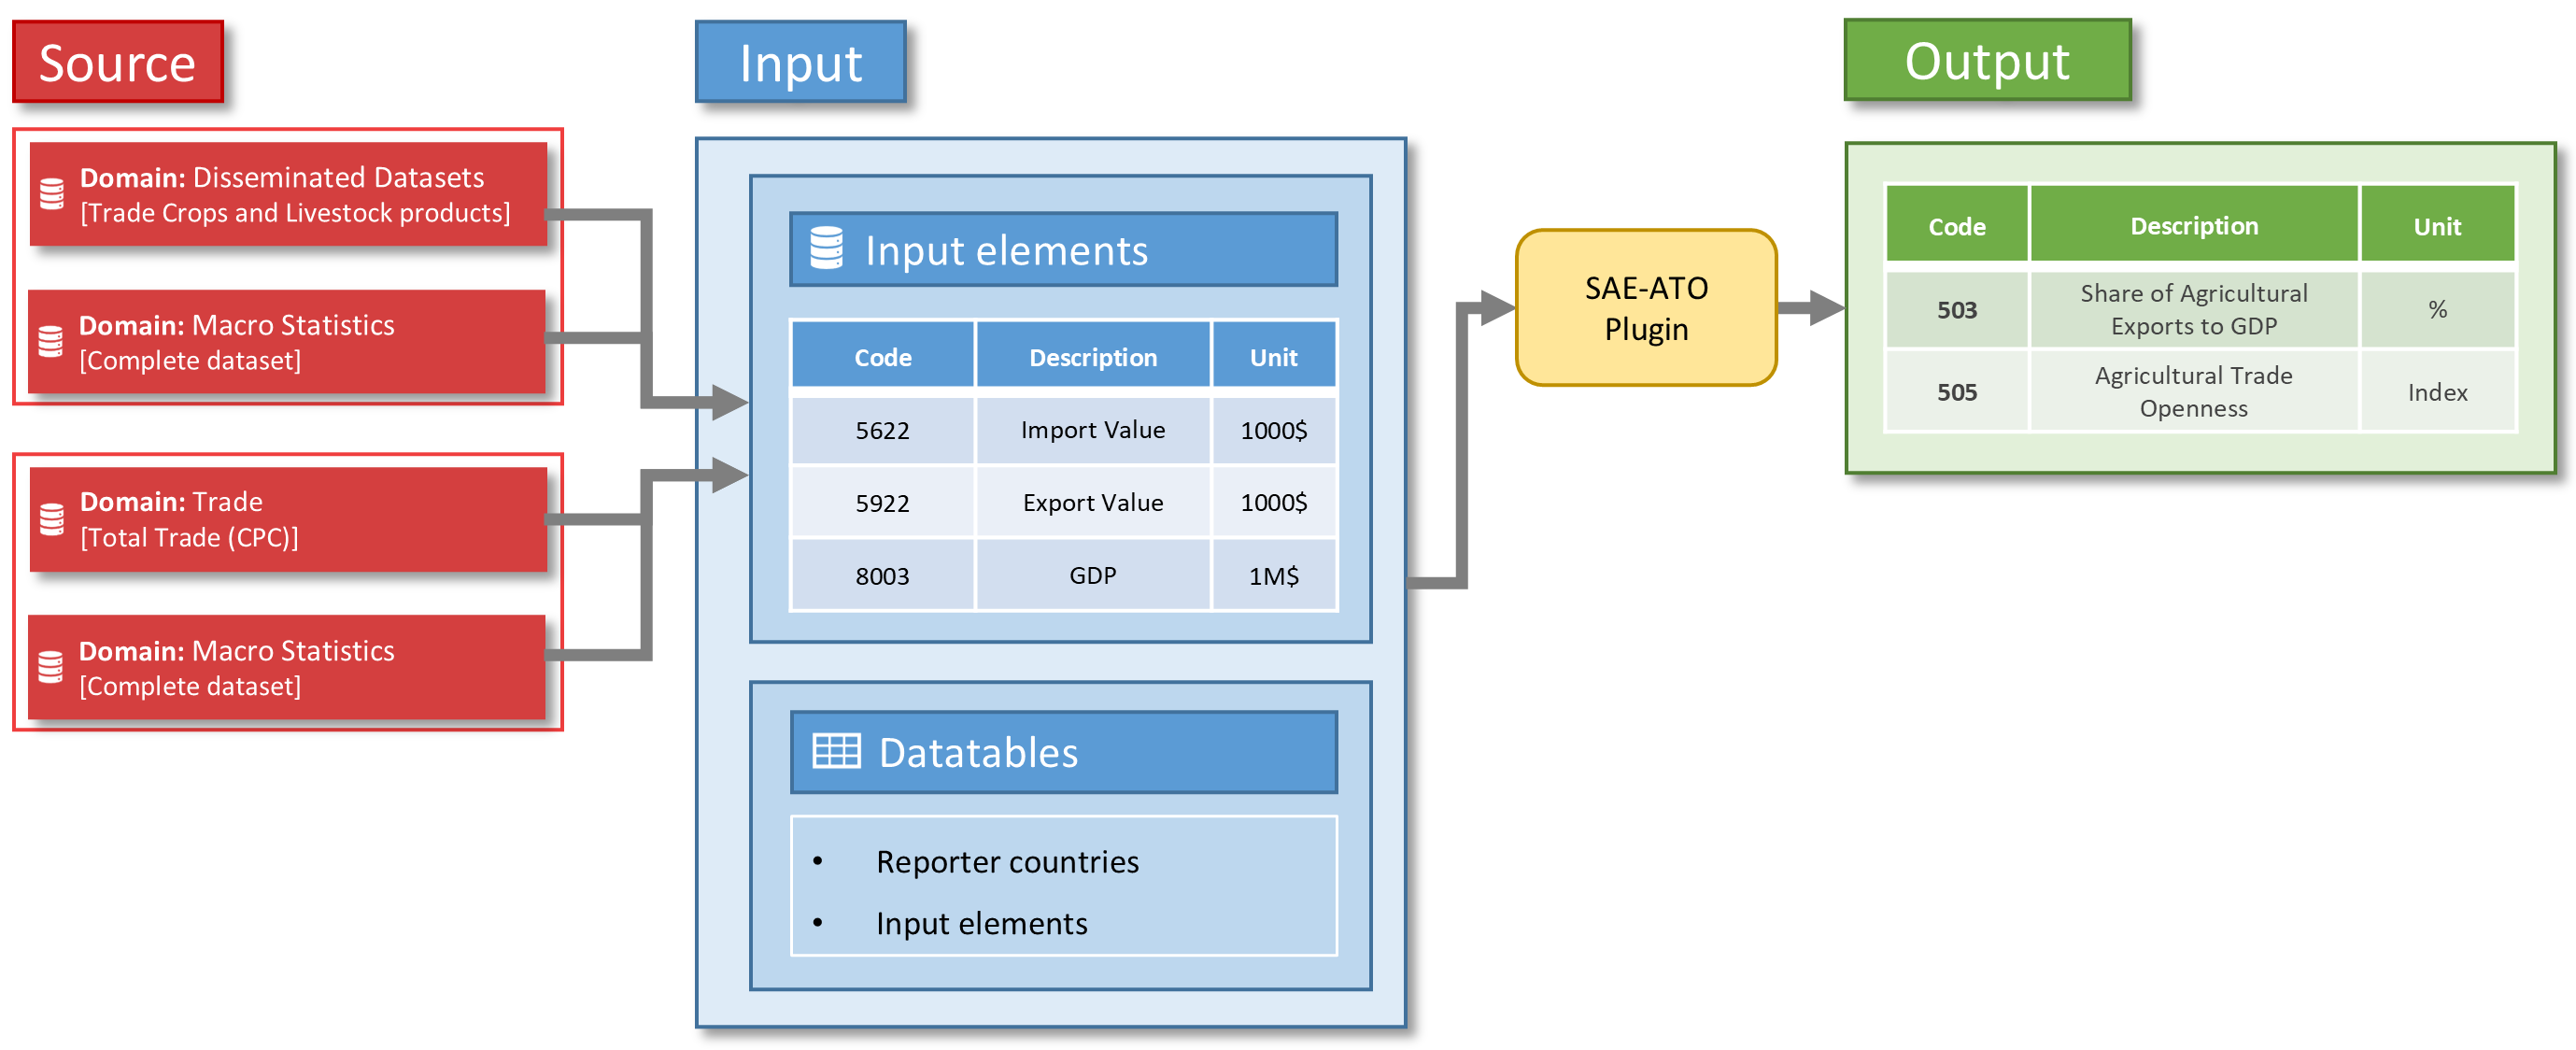 Source
Domain: Disseminated Datasets
[Trade Crops and Livestock products]
Domain: Macro Statistics
[Complete dataset]
Domain: Trade
[Total Trade (CPC)]
Domain: Macro Statistics
[Complete dataset]
Input
Input elements
Code Description Unit
5622 Import Value 1000$
5922 Export Value 1000$
8003 GDP 1M$
Datatables
• Reporter countries
• Input elements
SAE-ATO
Plugin
Output
Code Description Unit
503 Share of Agricultural
Exports to GDP %
505 Agricultural Trade
Openness Index